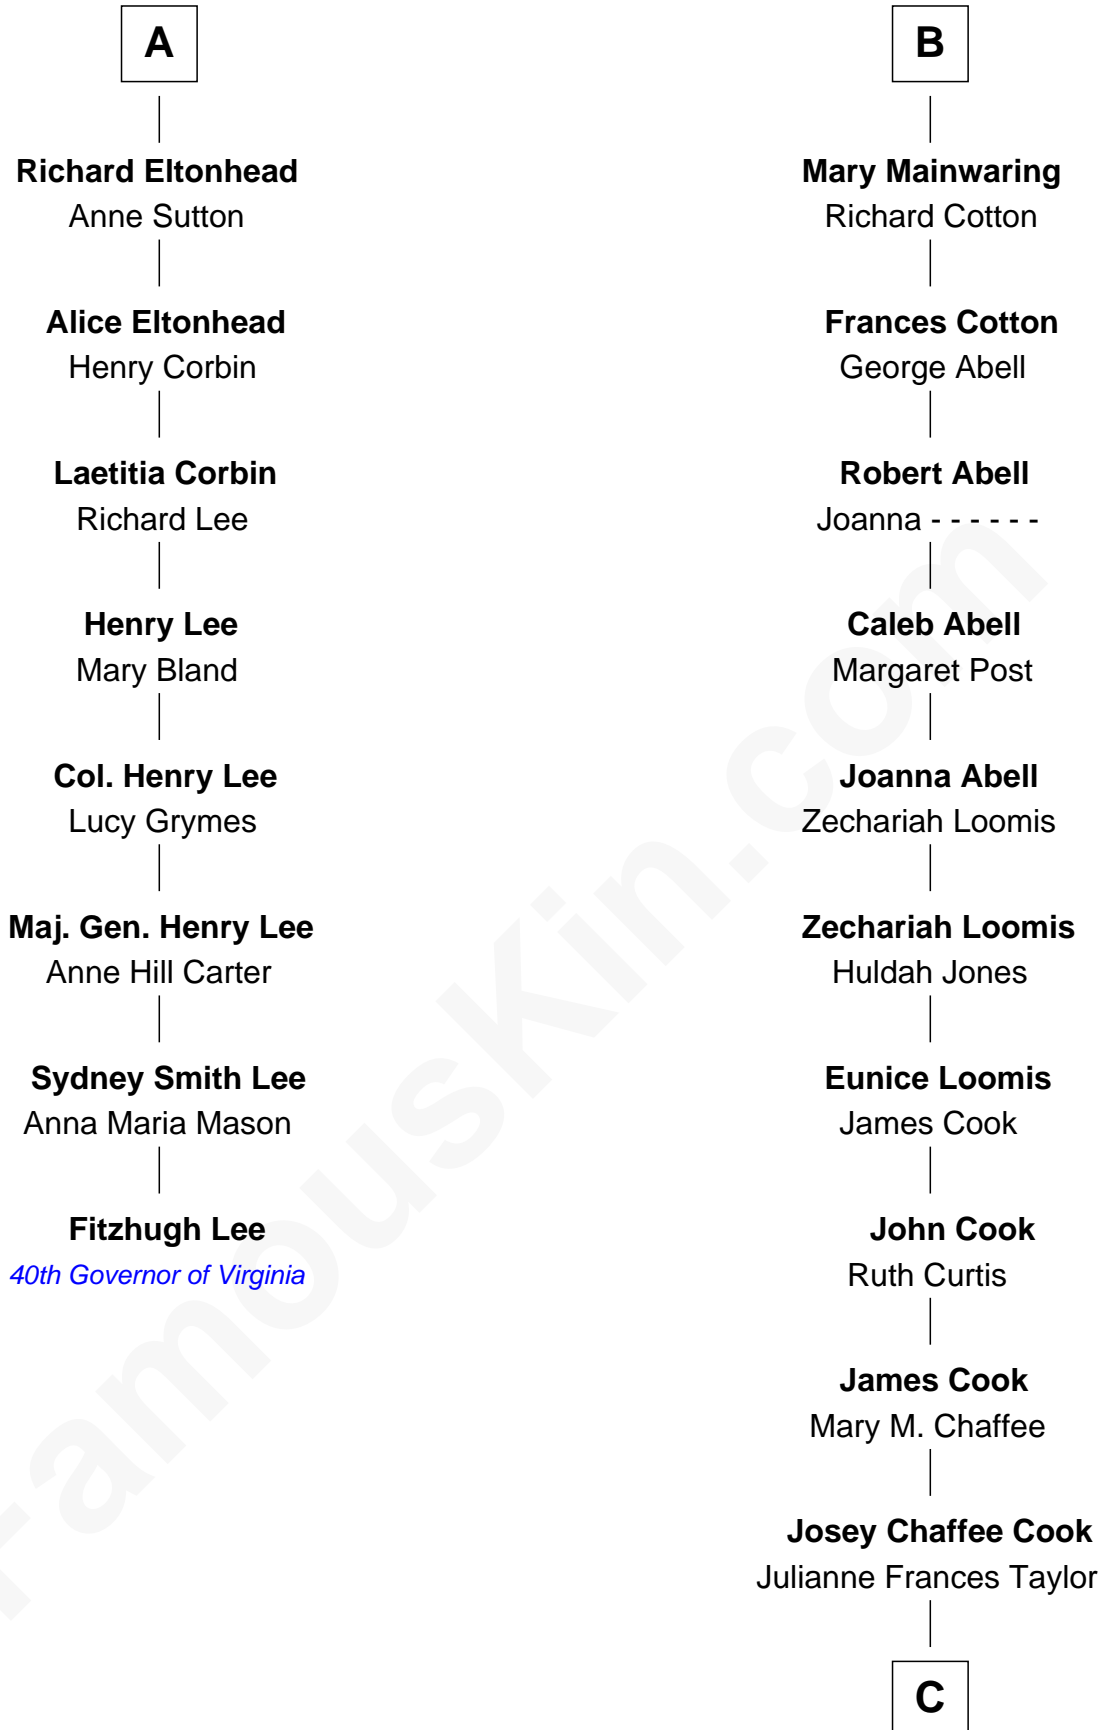 A
Richard Eltonhead
Anne Sutton
Alice Eltonhead
Henry Corbin
Laetitia Corbin
Richard Lee
Henry Lee
Mary Bland
Col. Henry Lee
Lucy Grymes
Maj. Gen. Henry Lee
Anne Hill Carter
Sydney Smith Lee
Anna Maria Mason
Fitzhugh Lee
40th Governor of Virginia
B
Mary Mainwaring
Richard Cotton
Frances Cotton
George Abell
Robert Abell
Joanna - - - - - -
Caleb Abell
Margaret Post
Joanna Abell
Zechariah Loomis
Zechariah Loomis
Huldah Jones
Eunice Loomis
James Cook
John Cook
Ruth Curtis
James Cook
Mary M. Chaffee
Josey Chaffee Cook
Julianne Frances Taylor
C
FamousKin.com